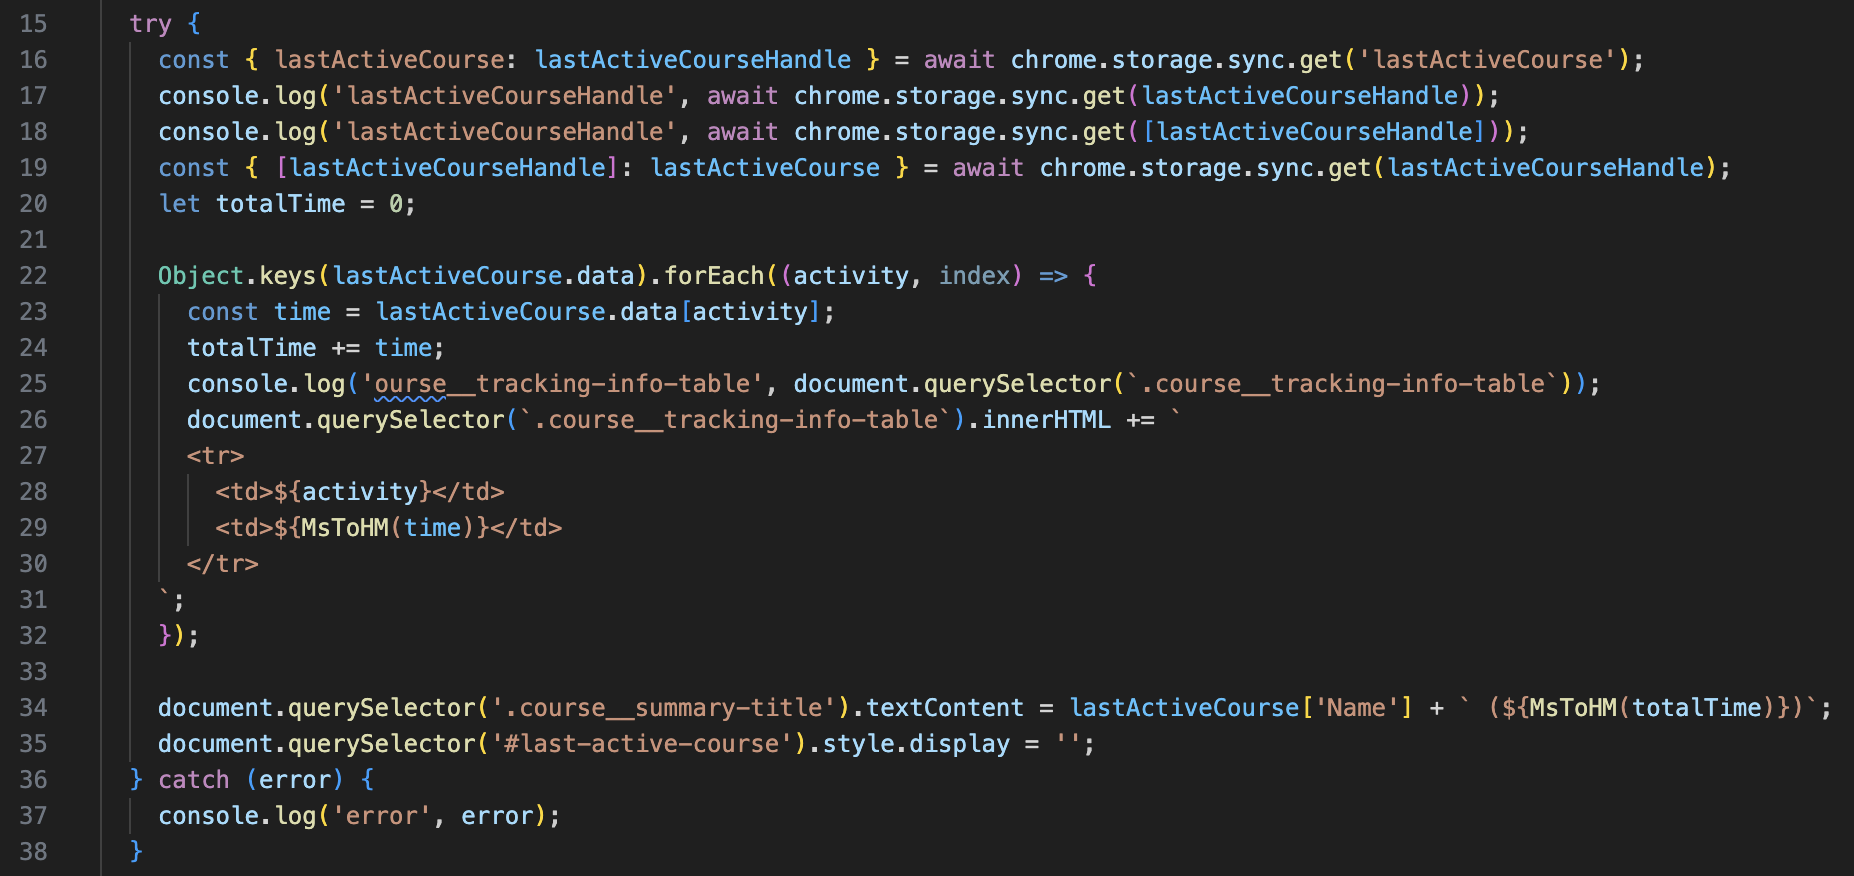 15 try {
16 const { lastActiveCourse: lastActiveCourseHandle } = await chrome.storage.sync.get('lastActiveCourse');
17 console.log('lastActiveCourseHandle', await chrome.storage.sync.get(lastActiveCourseHandle));
18 console.log('lastActiveCourseHandle', await chrome.storage.sync.get([lastActiveCourseHandle]));
19 const { [lastActiveCourseHandle]: lastActiveCourse } = await chrome.storage.sync.get(lastActiveCourseHandle);
20 let totalTime = 0;
21
22 Object.keys(lastActiveCourse.data).forEach((activity, index) => {
23 const time = lastActiveCourse.data[activity];
24 totalTime += time;
25 console.log('ourse__tracking-info-table', document.querySelector(`.course__tracking-info-table`));
26 document.querySelector(`.course__tracking-info-table`).innerHTML += `
27 <tr>
28 <td>${activity}</td>
29 <td>${MsToHM(time)}</td>
30 </tr>
31 `;
32 });
33
34 document.querySelector('.course__summary-title').textContent = lastActiveCourse['Name'] + ` (${MsToHM(totalTime)})`;
35 document.querySelector('#last-active-course').style.display = '';
36 } catch (error) {
37 console.log('error', error);
38 }